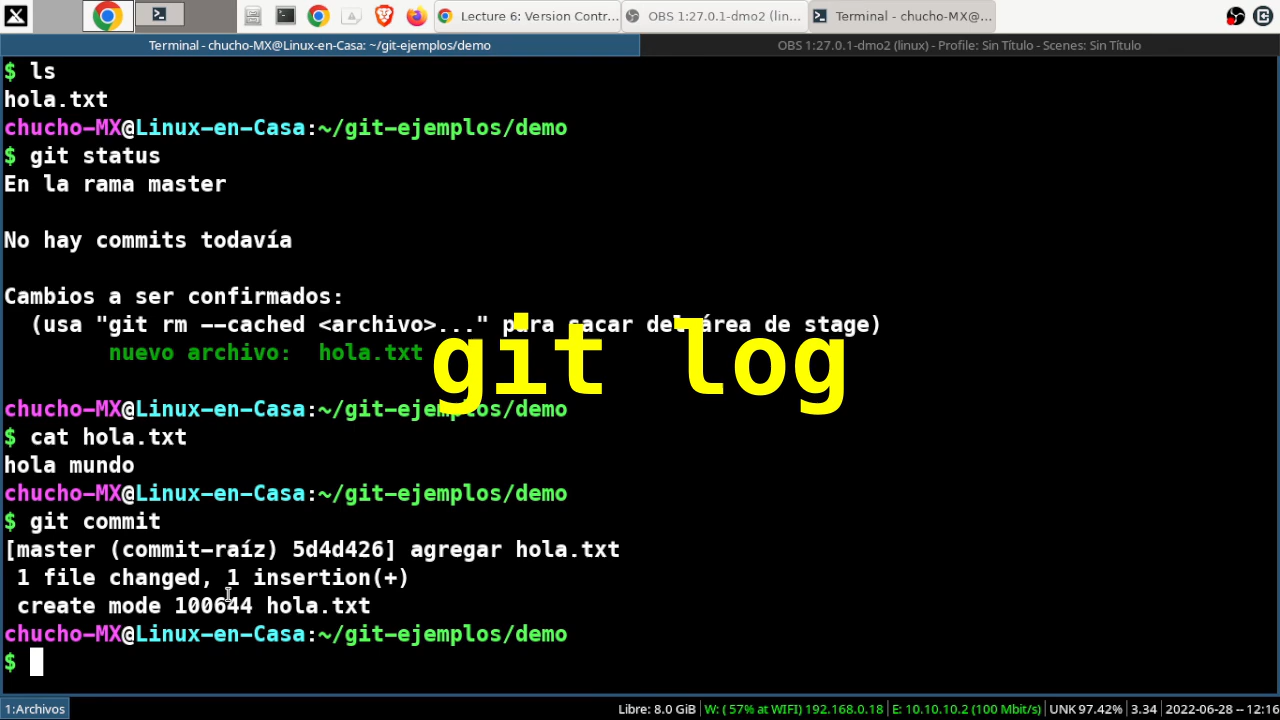 Lecture 6: Version Contr...
OBS 1:27.0.1-dmo2 (lin...
Terminal - chucho-MX@...
Terminal - chucho-MX@Linux-en-Casa: ~/git-ejemplos/demo
OBS 1:27.0.1-dmo2 (linux) - Profile: Sin Título - Scenes: Sin Título
$ ls
hola.txt
chucho-MX@Linux-en-Casa:~/git-ejemplos/demo
$ git status
En la rama master
No hay commits todavía
Cambios a ser confirmados:
(usa "git rm --cached <archivo>..." para sacar del área de stage)
nuevo archivo: hola.txt
git log
chucho-MX@Linux-en-Casa:~/git-ejemplos/demo
$ cat hola.txt
hola mundo
chucho-MX@Linux-en-Casa:~/git-ejemplos/demo
$ git commit
[master (commit-raíz) 5d4d426] agregar hola.txt
1 file changed, 1 insertion(+)
create mode 100644 hola.txt
chucho-MX@Linux-en-Casa:~/git-ejemplos/demo
$
1:Archivos
Libre: 8.0 GiB W: ( 57% at WIFI) 192.168.0.18 E: 10.10.10.2 (100 Mbit/s) UNK 97.42% 3.34 2022-06-28 -- 12:16